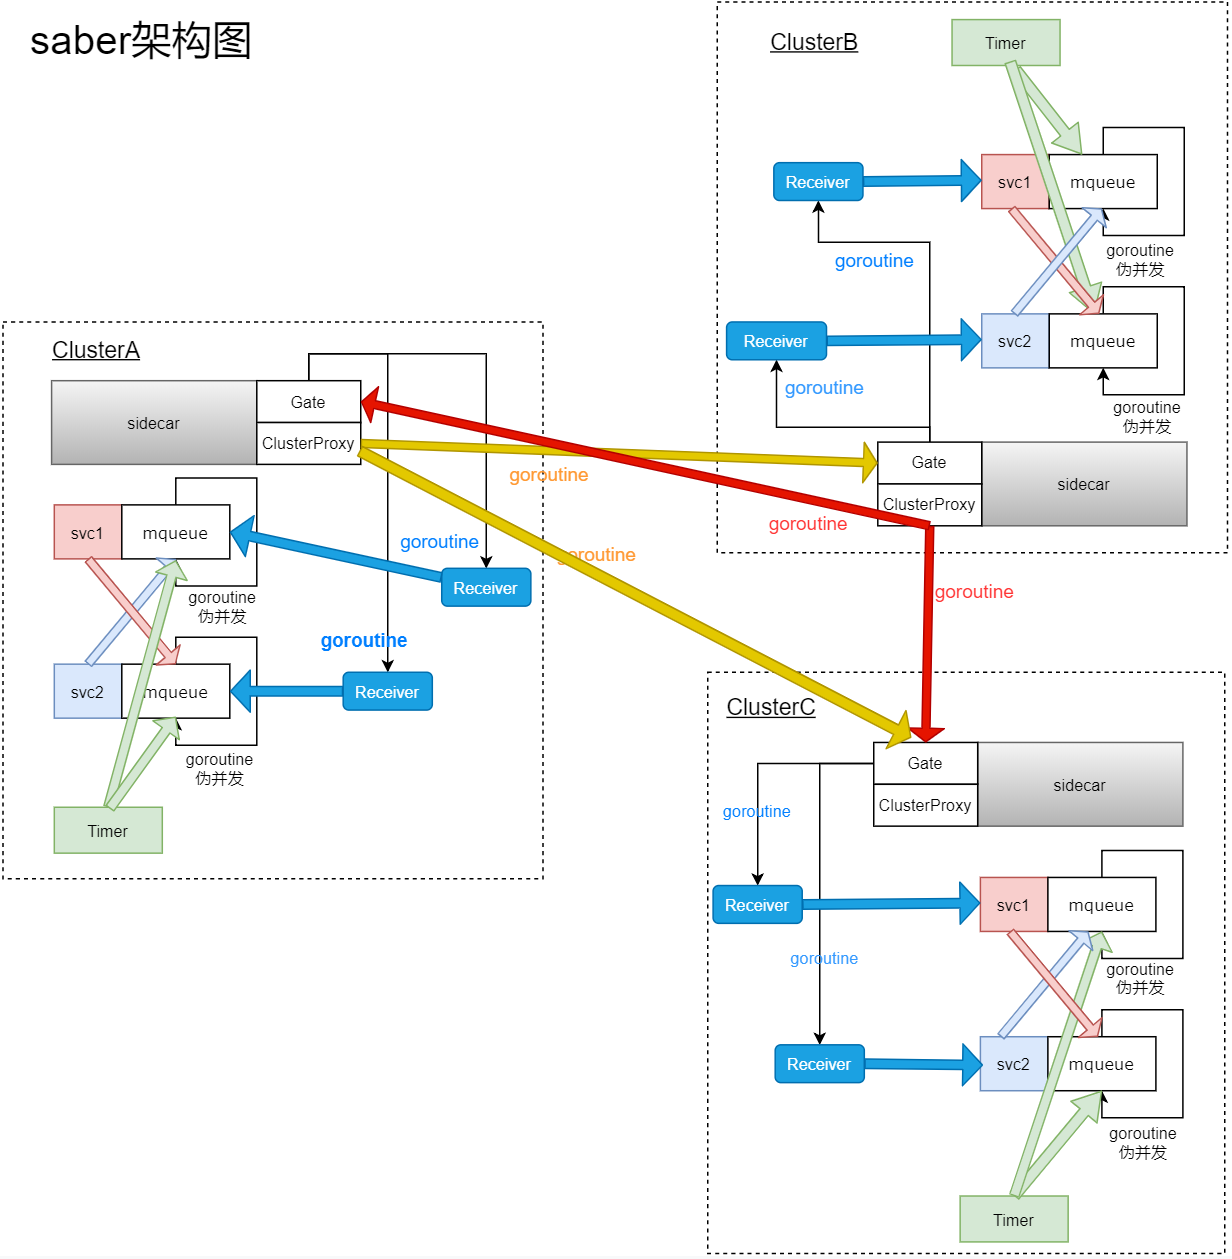 saber架构图
ClusterB
Timer
Receiver
svc1
mqueue
goroutine
goroutine
伪并发
Receiver
svc2
mqueue
goroutine
goroutine
伪并发
Gate
ClusterProxy
sidecar
ClusterA
sidecar
Gate
ClusterProxy
goroutine
goroutine
goroutine
goroutine
svc1
mqueue
goroutine
Receiver
goroutine
伪并发
goroutine
svc2
mqueue
Receiver
goroutine
伪并发
Timer
ClusterC
Gate
ClusterProxy
sidecar
goroutine
Receiver
svc1
mqueue
goroutine
goroutine
伪并发
Receiver
svc2
mqueue
goroutine
伪并发
Timer